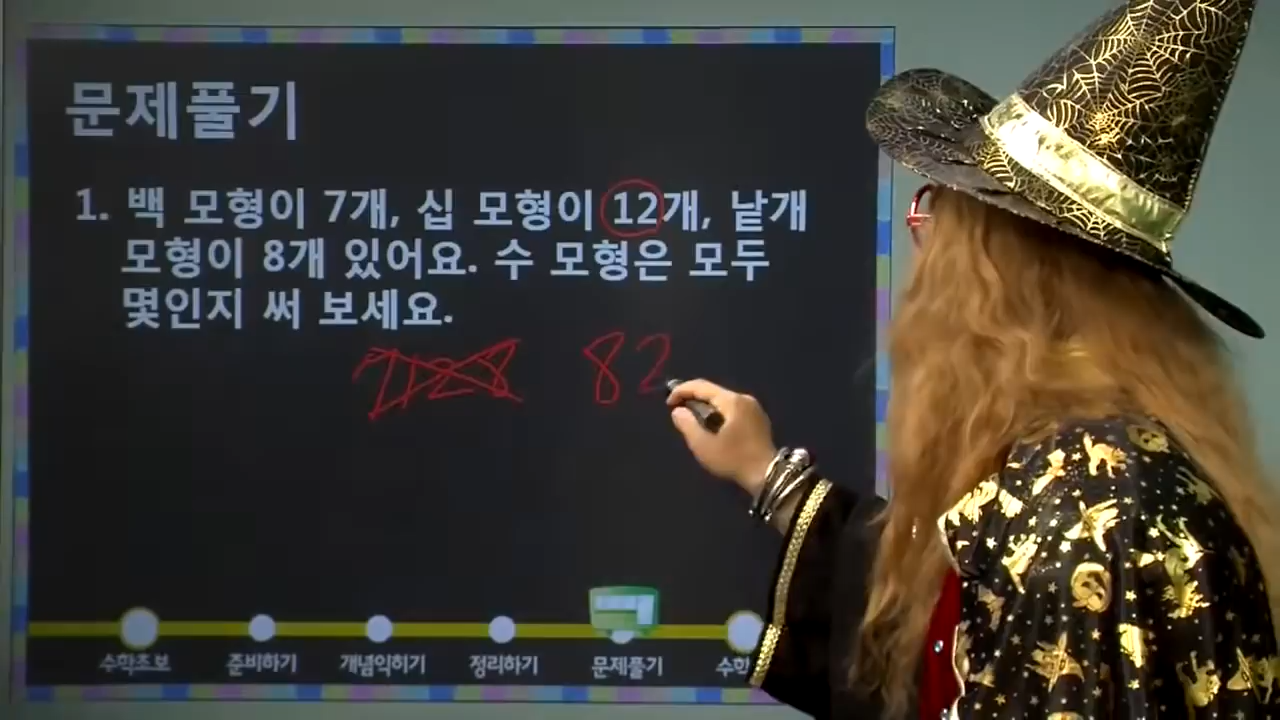 문제풀기
1. 백 모형이 7개, 십 모형이 12개, 낱개
모형이 8개 있어요. 수 모형은 모두
몇인지 써 보세요.
7128 82
수학초보 준비하기 개념익히기 정리하기 문제풀기 수학